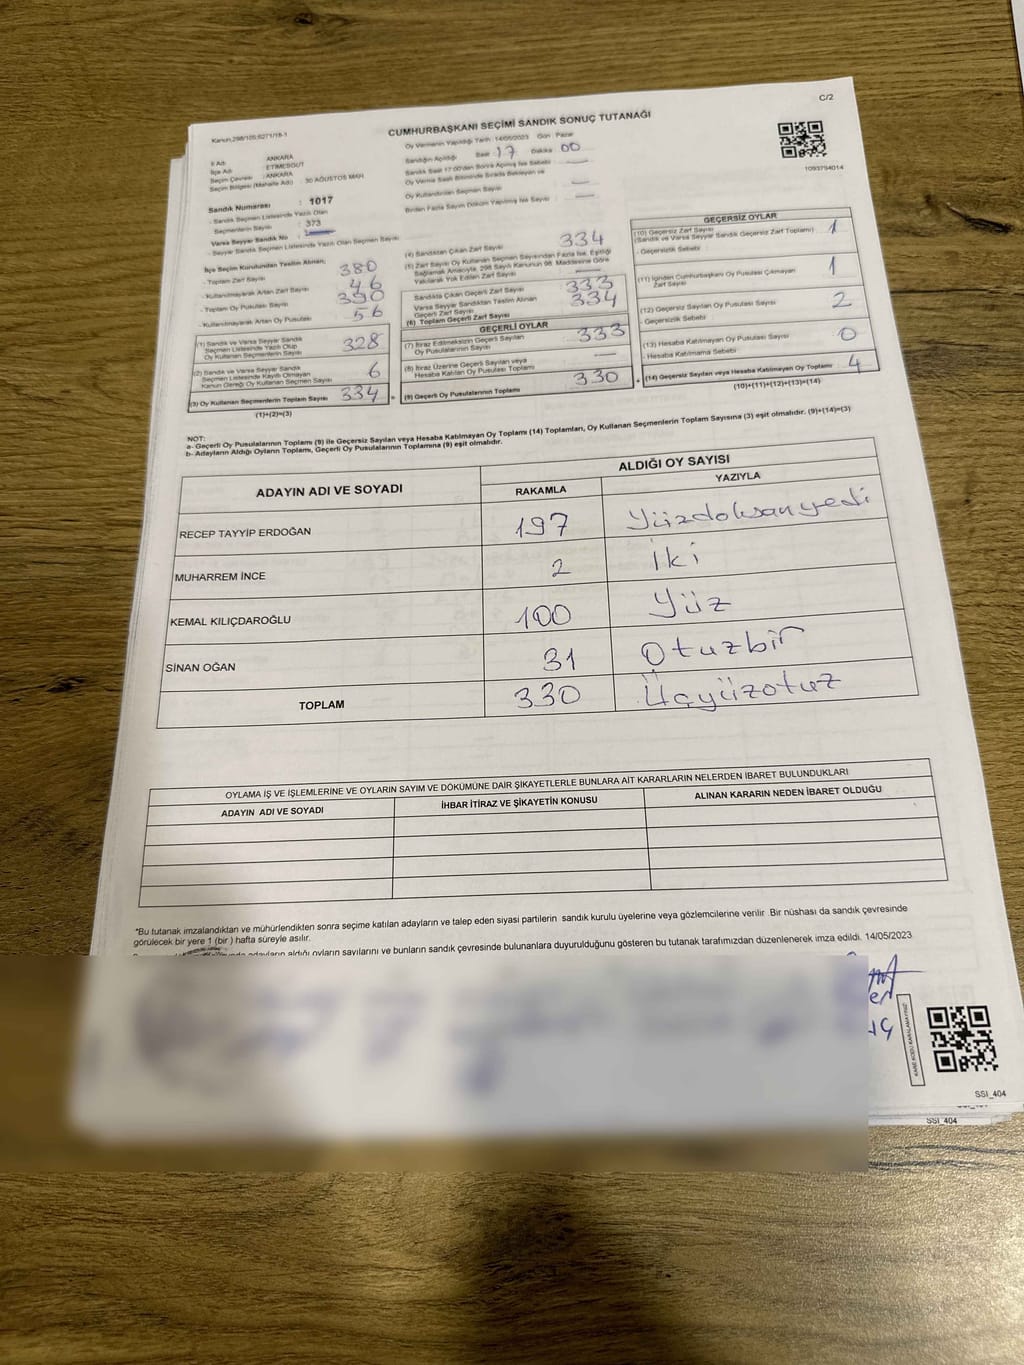 C/2
Kanun,298/105;6271/18-1
CUMHURBAŞKANI SEÇİMİ SANDIK SONUÇ TUTANAĞI
1093794014
İl Adı ANKARA
İlçe Adı ETİMESGUT
Seçim Çevresi : ANKARA
Seçim Bölgesi (Mahalle Adı) 30 AĞUSTOS MAH.
Sandık Numarası : 1017
- Sandık Seçmen Listesinde Yazılı Olan
Seçmenlerin Sayısı : 373
Varsa Seyyar Sandık No :
- Seyyar Sandık Seçmen Listesinde Yazılı Olan Seçmen Sayısı
İlçe Seçim Kurulundan Teslim Alınan;
- Toplam Zarf Sayısı 380
- Kullanılmayarak Artan Zarf Sayısı 46
- Toplam Oy Pusulası Sayısı 390
- Kullanılmayarak Artan Oy Pusulası 56
(1) Sandık ve Varsa Seyyar Sandık
Seçmen Listesinde Yazılı Olup
Oy Kullanan Seçmenlerin Sayısı 328
(2) Sandık ve Varsa Seyyar Sandık
Seçmen Listesinde Kayıtlı Olmayan
Kanun Gereği Oy Kullanan Seçmen Sayısı 6
(3) Oy Kullanan Seçmenlerin Toplam Sayısı 334
(1)+(2)=(3)
Oy Vermenin Yapıldığı Tarih: 14/05/2023 Gün : Pazar
Sandığın Açıldığı Saat 17 Dakika 00
Sandık Saat 17:00'den Sonra Açılmış İse Sebebi
Oy Verme Saati Bitiminde Sırada Bekleyen ve
Oy Kullandırılan Seçmen Sayısı
Birden Fazla Sayım Döküm Yapılmış İse Sayısı
(4) Sandıktan Çıkan Zarf Sayısı 334
(5) Zarf Sayısı Oy Kullanan Seçmen Sayısından Fazla İse, Eşitliği
Sağlamak Amacıyla, 298 Sayılı Kanunun 98. Maddesine Göre
Yakılarak Yok Edilen Zarf Sayısı
Sandıkta Çıkan Geçerli Zarf Sayısı 333
Varsa Seyyar Sandıktan Teslim Alınan
Geçerli Zarf Sayısı
(6) Toplam Geçerli Zarf Sayısı 334
GEÇERLİ OYLAR
(7) İtiraz Edilmeksizin Geçerli Sayılan
Oy Pusulalarının Sayısı 333
(8) İtiraz Üzerine Geçerli Sayılan veya
Hesaba Katılan Oy Pusulası Toplamı
(9) Geçerli Oy Pusulalarının Toplamı 330
GEÇERSİZ OYLAR
(10) Geçersiz Zarf Sayısı
(Sandık ve Varsa Seyyar Sandık Geçersiz Zarf Toplamı) 1
- Geçersizlik Sebebi
(11) İçinden Cumhurbaşkanı Oy Pusulası Çıkmayan
Zarf Sayısı 1
(12) Geçersiz Sayılan Oy Pusulası Sayısı 2
- Geçersizlik Sebebi
(13) Hesaba Katılmayan Oy Pusulası Sayısı 0
- Hesaba Katılmama Sebebi
(14) Geçersiz Sayılan veya Hesaba Katılmayan Oy Toplamı 4
(10)+(11)+(12)+(13)=(14)
NOT:
a- Geçerli Oy Pusulalarının Toplamı (9) ile Geçersiz Sayılan veya Hesaba Katılmayan Oy Toplamı (14) Toplamları, Oy Kullanan Seçmenlerin Toplam Sayısına (3) eşit olmalıdır. (9)+(14)=(3)
b- Adayların Aldığı Oyların Toplamı, Geçerli Oy Pusulalarının Toplamına (9) eşit olmalıdır.
ADAYIN ADI VE SOYADI
ALDIĞI OY SAYISI
RAKAMLA YAZIYLA
RECEP TAYYİP ERDOĞAN 197 Yüzdoksanyedi
MUHARREM İNCE 2 İki
KEMAL KILIÇDAROĞLU 100 Yüz
SİNAN OĞAN 31 Otuzbir
TOPLAM 330 Üçyüzotuz
OYLAMA İŞ VE İŞLEMLERİNE VE OYLARIN SAYIM VE DÖKÜMÜNE DAİR ŞİKAYETLERLE BUNLARA AİT KARARLARIN NELERDEN İBARET BULUNDUKLARI
ADAYIN ADI VE SOYADI İHBAR İTİRAZ VE ŞİKAYETİN KONUSU ALINAN KARARIN NEDEN İBARET OLDUĞU
*Bu tutanak imzalandıktan ve mühürlendikten sonra seçime katılan adayların ve talep eden siyasi partilerin sandık kurulu üyelerine veya gözlemcilerine verilir .Bir nüshası da sandık çevresinde
görülecek bir yere 1 (bir ) hafta süreyle asılır.
adayların aldığı oyların sayılarını ve bunların sandık çevresinde bulunanlara duyurulduğunu gösteren bu tutanak tarafımızdan düzenlenerek imza edildi. 14/05/2023
KARE KODU KARALAMAYINIZ
SSI_404
SSI_404